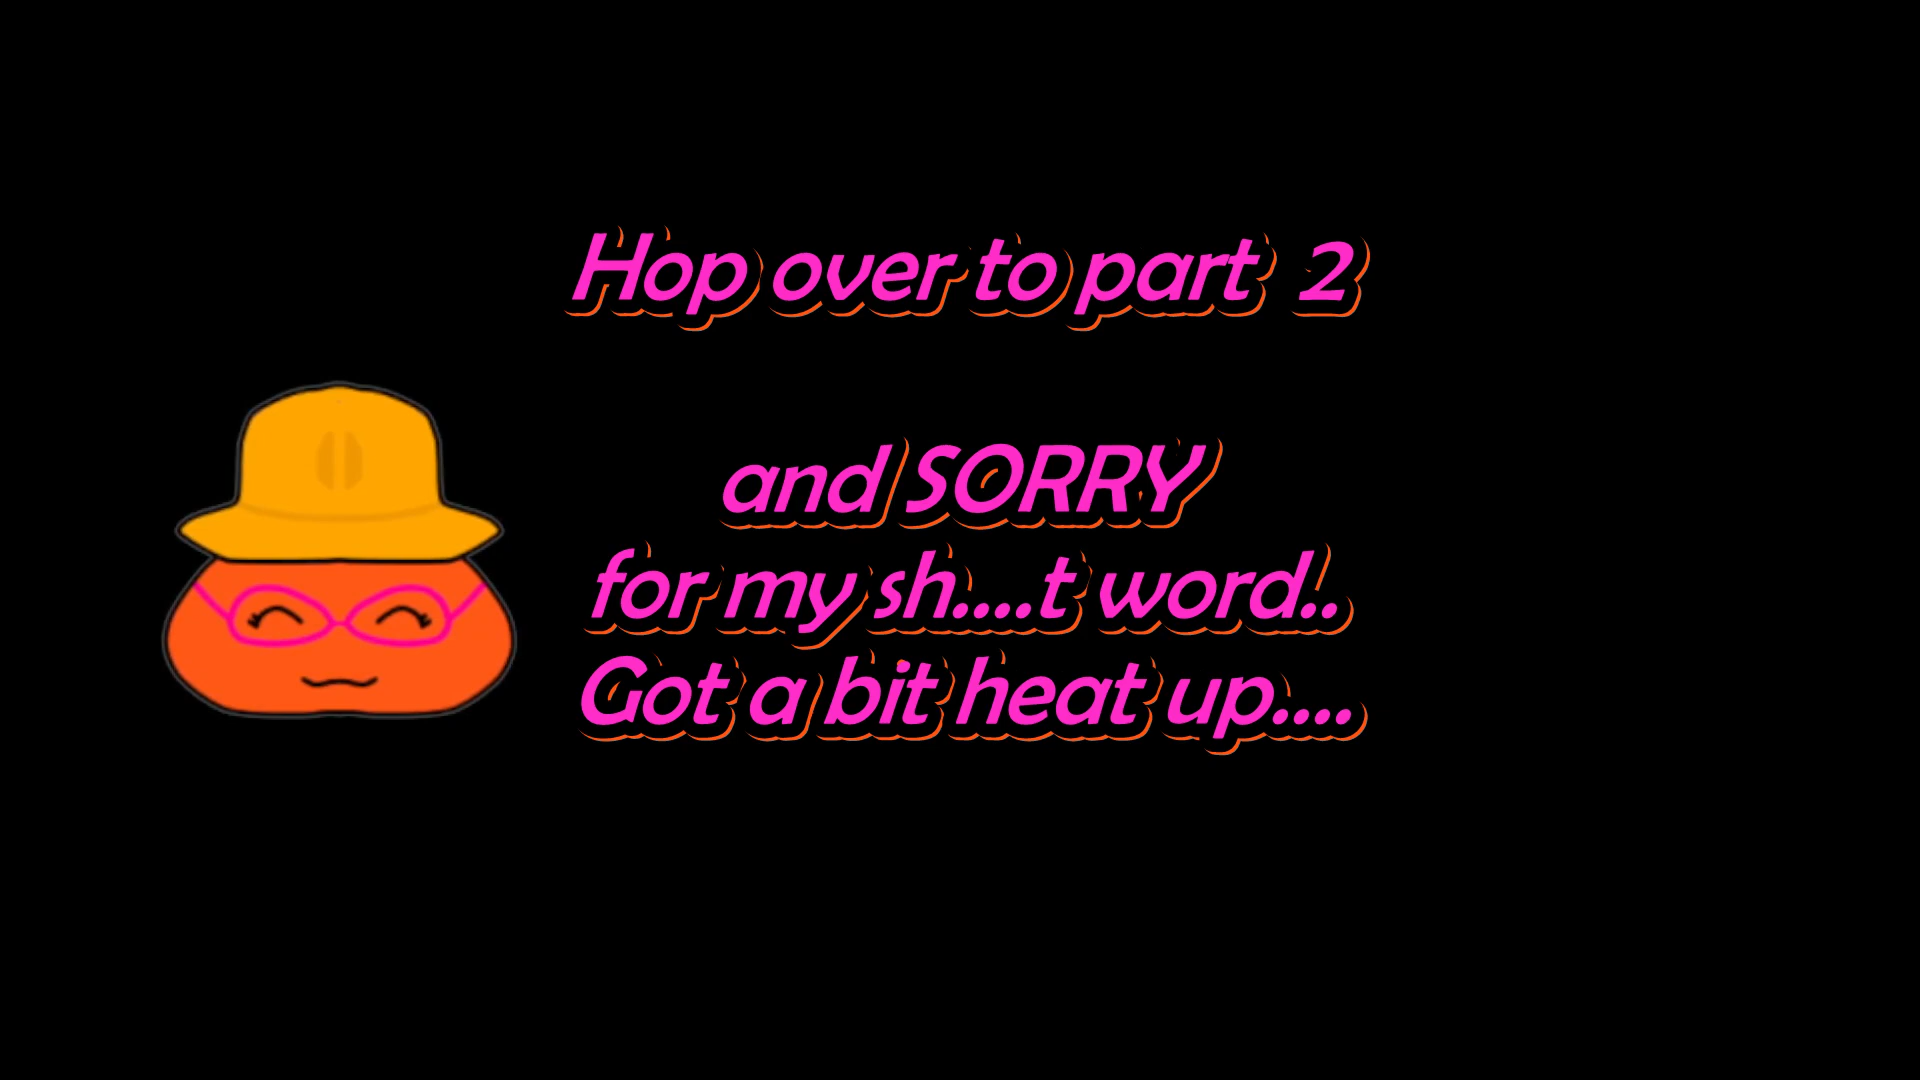 Hop over to part 2
and SORRY
for my sh....t word..
Got a bit heat up....